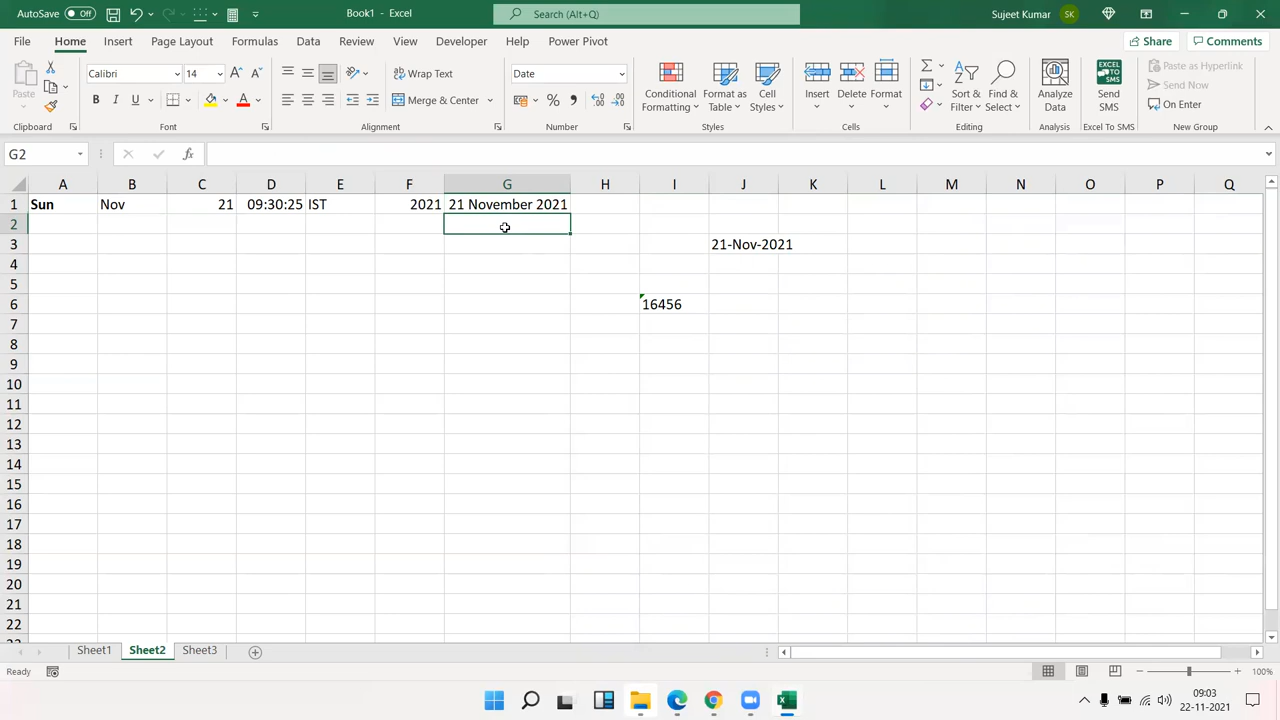 AutoSave Off Book1 - Excel Search (Alt+Q) Sujeet Kumar SK
File Home Insert Page Layout Formulas Data Review View Developer Help Power Pivot Share Comments
Paste
Clipboard
Calibri 14
B I U
Font
Wrap Text
Merge & Center
Alignment
Date
Number
Conditional Formatting
Format as Table
Cell Styles
Styles
Insert
Delete
Format
Cells
Sort & Filter
Find & Select
Editing
Analyze Data
Analysis
Send SMS
Excel To SMS
Paste as Hyperlink
Send Now
On Enter
New Group
G2 fx
A B C D E F G H I J K L M N O P Q
1 Sun Nov 21 09:30:25 IST 2021 21 November 2021
2
3 21-Nov-2021
4
5
6 16456
7
8
9
10
11
12
13
14
15
16
17
18
19
20
21
22
Sheet1 Sheet2 Sheet3
Ready 100%
09:03
22-11-2021